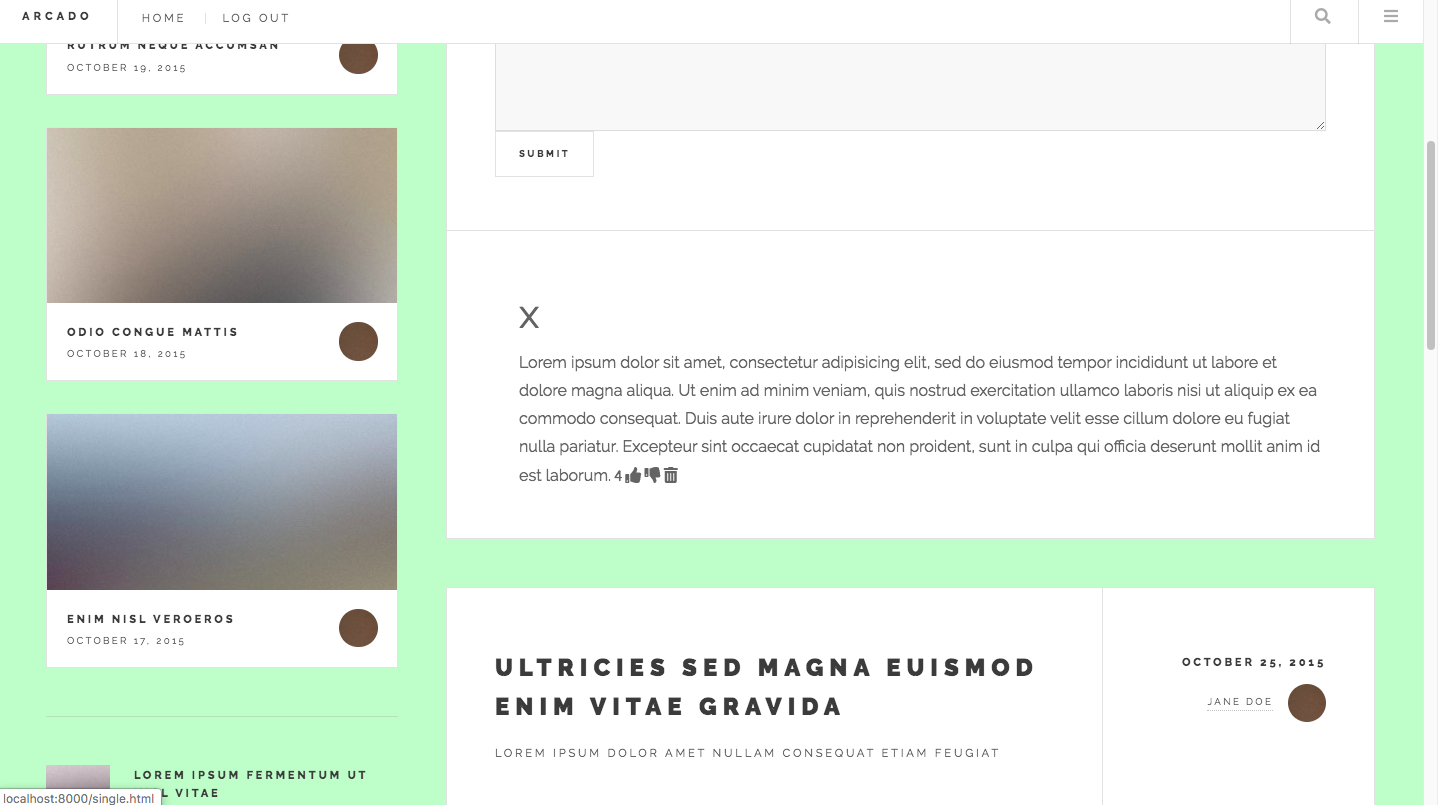 ARCADO
HOME
LOG OUT
RUTRUM NEQUE ACCUMSAN
OCTOBER 19, 2015
ODIO CONGUE MATTIS
OCTOBER 18, 2015
ENIM NISL VEROEROS
OCTOBER 17, 2015
LOREM IPSUM FERMENTUM UT
L VITAE
localhost:8000/single.html
SUBMIT
X
Lorem ipsum dolor sit amet, consectetur adipisicing elit, sed do eiusmod tempor incididunt ut labore et
dolore magna aliqua. Ut enim ad minim veniam, quis nostrud exercitation ullamco laboris nisi ut aliquip ex ea
commodo consequat. Duis aute irure dolor in reprehenderit in voluptate velit esse cillum dolore eu fugiat
nulla pariatur. Excepteur sint occaecat cupidatat non proident, sunt in culpa qui officia deserunt mollit anim id
est laborum. 4
ULTRICIES SED MAGNA EUISMOD
ENIM VITAE GRAVIDA
LOREM IPSUM DOLOR AMET NULLAM CONSEQUAT ETIAM FEUGIAT
OCTOBER 25, 2015
JANE DOE